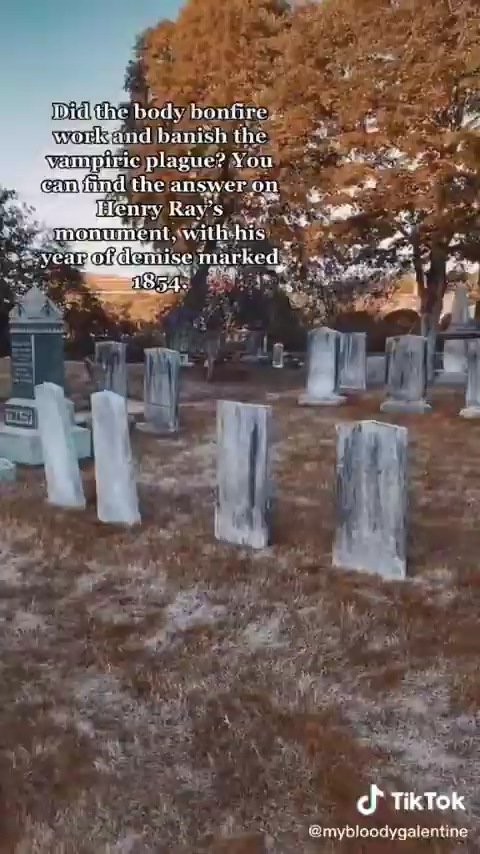 Did the body bonfire
work and banish the
vampiric plague? You
can find the answer on
Henry Ray's
monument, with his
year of demise marked
1854.
TikTok
@mybloodygalentine